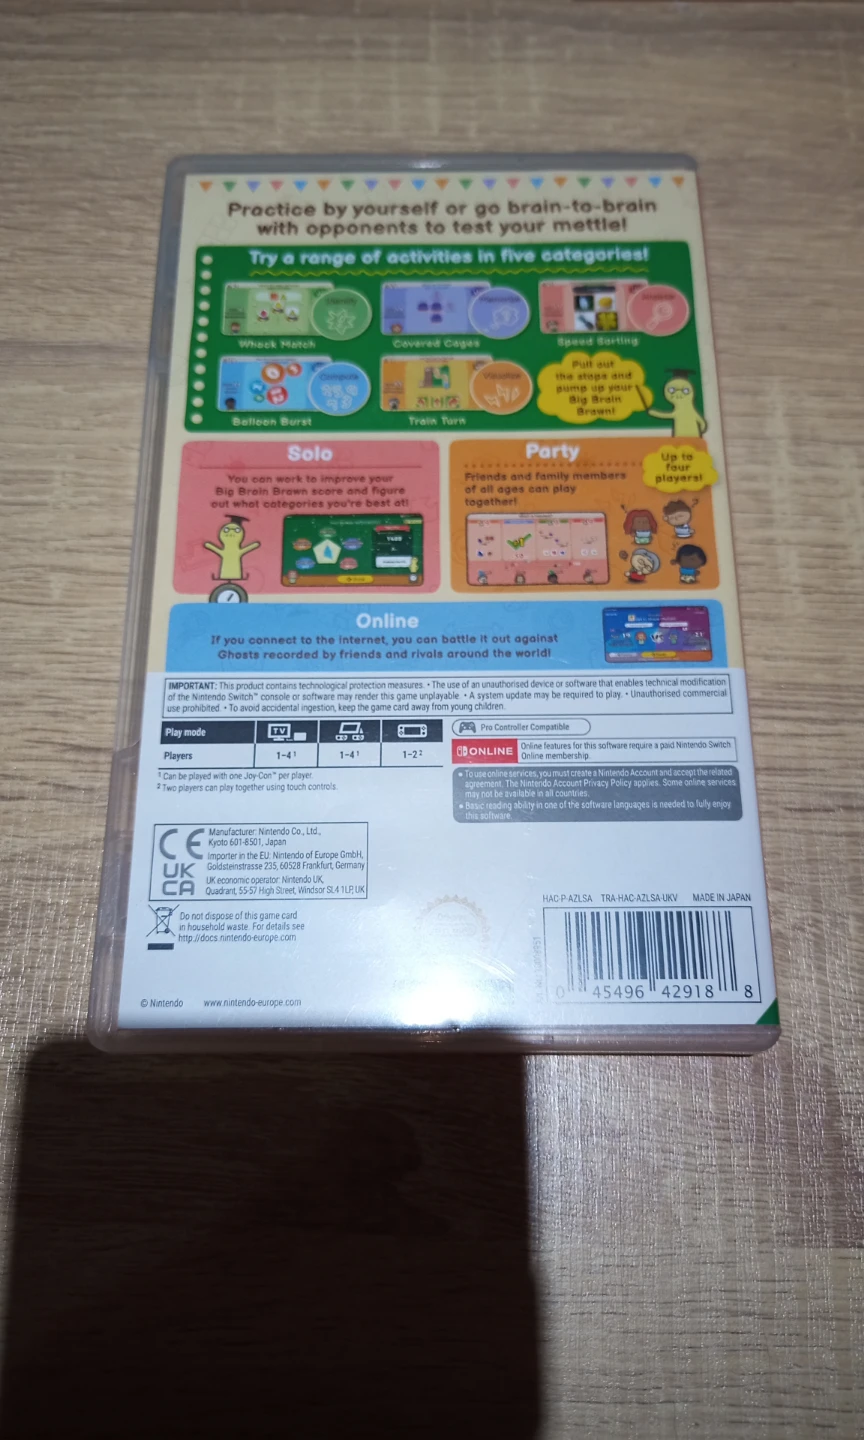 Practice by yourself or go brain-to-brain
with opponents to test your mettle!
Try a range of activities in five categories!
Identify
Memorise
Analyse
Whack Match
Covered Cages
Speed Sorting
Compute
Visualise
Balloon Burst
Train Turn
Pull out
the stops and
pump up your
Big Brain
Brawn!
Solo
You can work to improve your
Big Brain Brawn score and figure
out what categories you're best at!
Party
Friends and family members
of all ages can play
together!
Up to
four
players!
Online
If you connect to the internet, you can battle it out against
Ghosts recorded by friends and rivals around the world!
IMPORTANT: This product contains technological protection measures. • The use of an unauthorised device or software that enables technical modification
of the Nintendo Switch™ console or software may render this game unplayable. • A system update may be required to play. • Unauthorised commercial
use prohibited. • To avoid accidental ingestion, keep the game card away from young children.
Play mode
TV
Players
1-4¹
1-4¹
1-2²
¹ Can be played with one Joy-Con™ per player.
² Two players can play together using touch controls.
Pro Controller Compatible
ONLINE
Online features for this software require a paid Nintendo Switch
Online membership.
• To use online services, you must create a Nintendo Account and accept the related
agreement. The Nintendo Account Privacy Policy applies. Some online services
may not be available in all countries.
• Basic reading ability in one of the software languages is needed to fully enjoy
this software.
CE
UK
CA
Manufacturer: Nintendo Co., Ltd.,
Kyoto 601-8501, Japan
Importer in the EU: Nintendo of Europe GmbH,
Goldsteinstrasse 235, 60528 Frankfurt, Germany
UK economic operator: Nintendo UK,
Quadrant, 55-57 High Street, Windsor SL4 1LP, UK
Do not dispose of this game card
in household waste. For details see
http://docs.nintendo-europe.com
HAC-P-AZLSA TRA-HAC-AZLSA-UKV MADE IN JAPAN
0 45496 42918 8
© Nintendo www.nintendo-europe.com